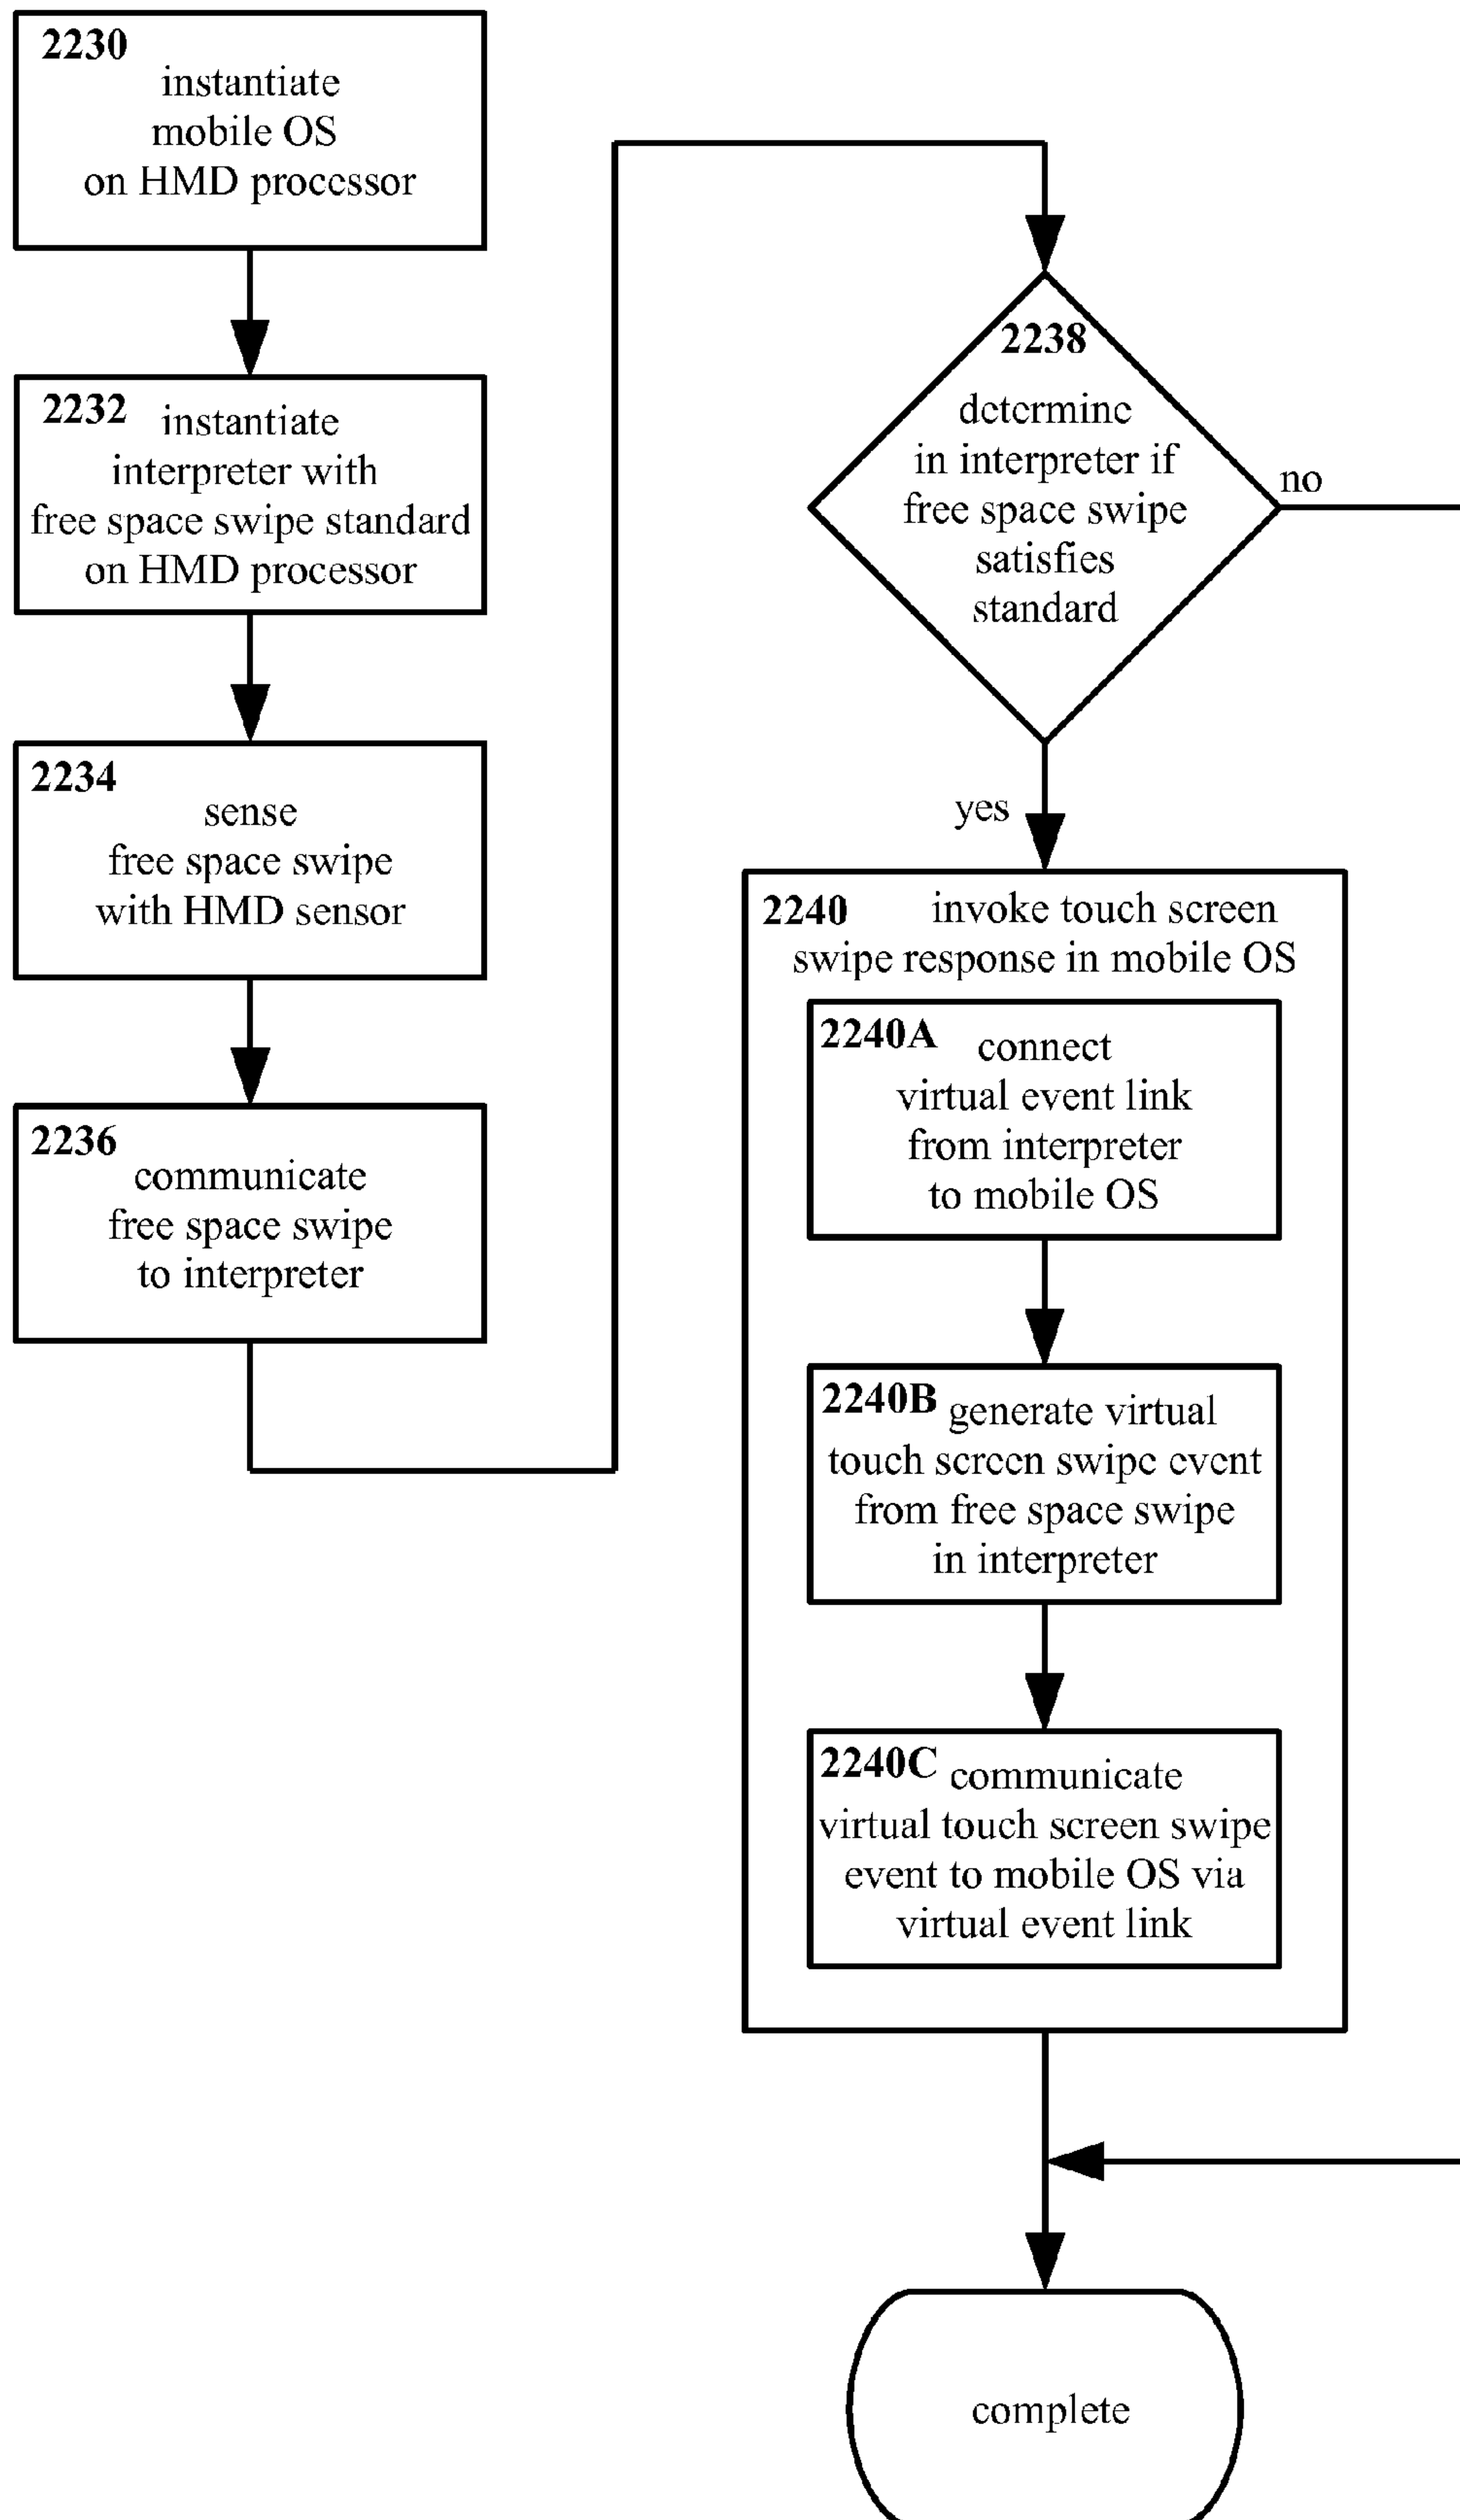 2230
instantiate
mobile OS
on HMD processor
2232 instantiate
interpreter with
free space swipe standard
on HMD processor
2234
sense
free space swipe
with HMD sensor
2236
communicate
free space swipe
to interpreter
2238
determine
in interpreter if
free space swipe
satisfies
standard
no
yes
2240 invoke touch screen
swipe response in mobile OS
2240A connect
virtual event link
from interpreter
to mobile OS
2240B generate virtual
touch screen swipe event
from free space swipe
in interpreter
2240C communicate
virtual touch screen swipe
event to mobile OS via
virtual event link
complete